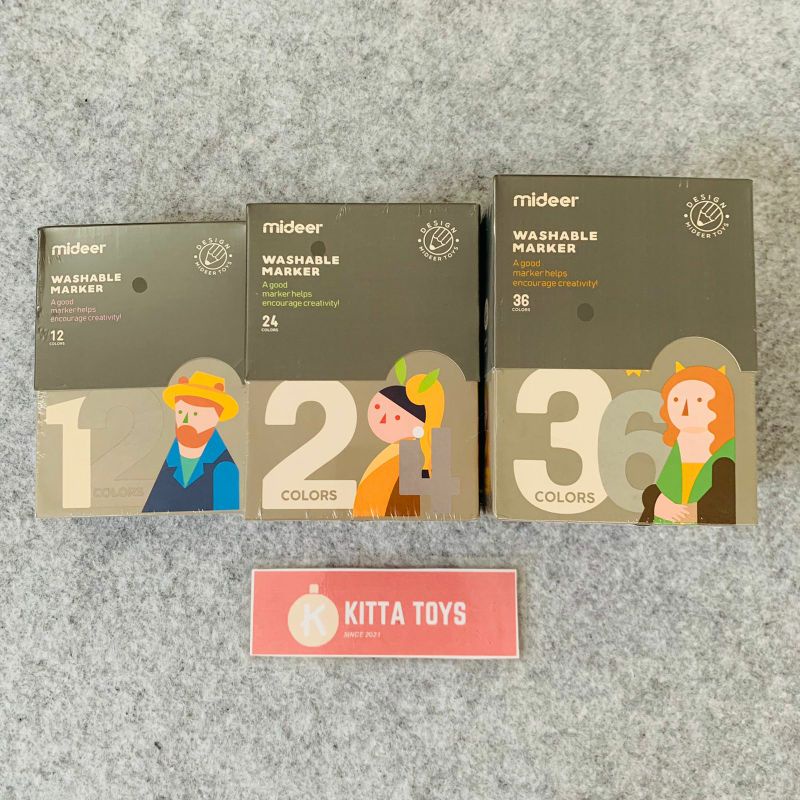 mideer
DESIGN
MIDEER TOYS
WASHABLE
MARKER
A good
marker helps
encourage creativity!
12
COLORS
12
COLORS
mideer
DESIGN
MIDEER TOYS
WASHABLE
MARKER
A good
marker helps
encourage creativity!
24
COLORS
24
COLORS
mideer
DESIGN
MIDEER TOYS
WASHABLE
MARKER
A good
marker helps
encourage creativity!
36
COLORS
36
COLORS
K
KITTA TOYS
SINCE 2021